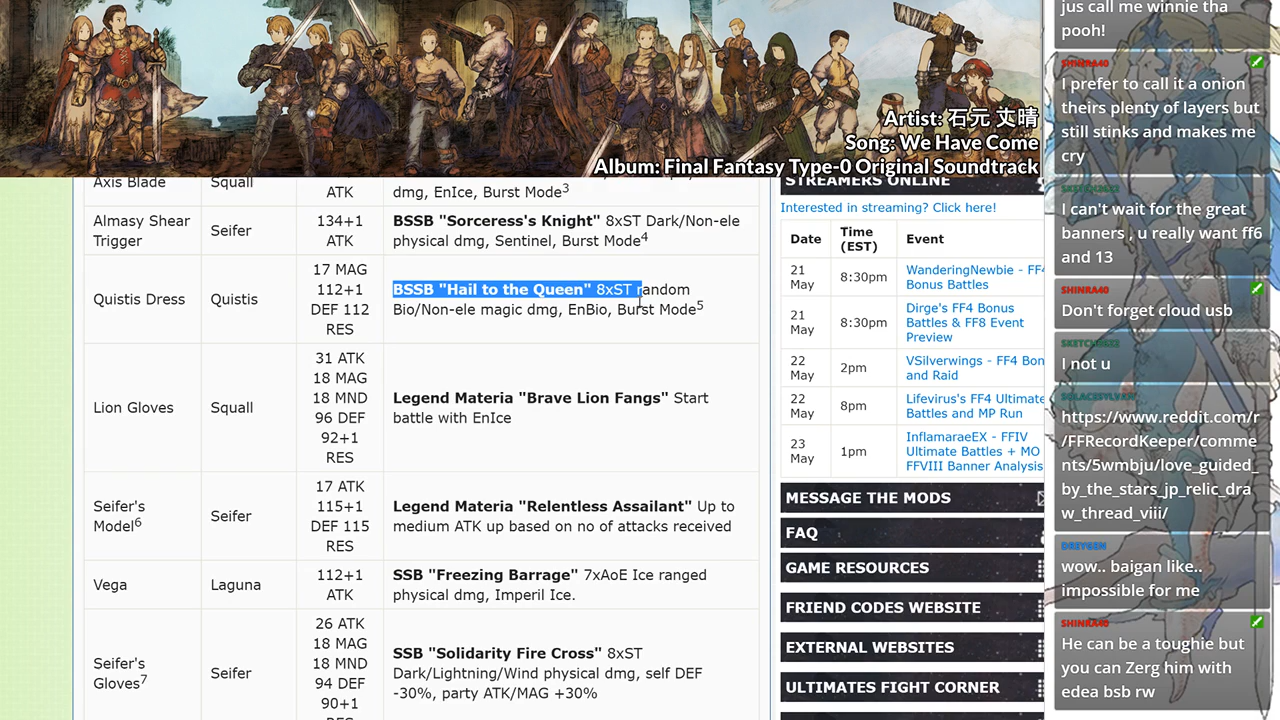 Artist: 石元 丈晴
Song: We Have Come
Album: Final Fantasy Type-0 Original Soundtrack
Axis Blade
Squall
ATK
dmg, EnIce, Burst Mode3
Almasy Shear
Trigger
Seifer
134+1
ATK
BSSB "Sorceress's Knight" 8xST Dark/Non-ele
physical dmg, Sentinel, Burst Mode4
Quistis Dress
Quistis
17 MAG
112+1
DEF 112
RES
BSSB "Hail to the Queen" 8xST random
Bio/Non-ele magic dmg, EnBio, Burst Mode5
Lion Gloves
Squall
31 ATK
18 MAG
18 MND
96 DEF
92+1
RES
Legend Materia "Brave Lion Fangs" Start
battle with EnIce
Seifer's
Model6
Seifer
17 ATK
115+1
DEF 115
RES
Legend Materia "Relentless Assailant" Up to
medium ATK up based on no of attacks received
Vega
Laguna
112+1
ATK
SSB "Freezing Barrage" 7xAoE Ice ranged
physical dmg, Imperil Ice.
Seifer's
Gloves7
Seifer
26 ATK
18 MAG
18 MND
94 DEF
90+1
SSB "Solidarity Fire Cross" 8xST
Dark/Lightning/Wind physical dmg, self DEF
-30%, party ATK/MAG +30%
STREAMERS ONLINE
Interested in streaming? Click here!
Date
Time
(EST)
Event
21
May
8:30pm
WanderingNewbie - FF4
Bonus Battles
21
May
8:30pm
Dirge's FF4 Bonus
Battles & FF8 Event
Preview
22
May
2pm
VSilverwings - FF4 Bon
and Raid
22
May
8pm
Lifevirus's FF4 Ultimate
Battles and MP Run
23
May
1pm
InflamaraeEX - FFIV
Ultimate Battles + MO
FFVIII Banner Analysis
MESSAGE THE MODS
FAQ
GAME RESOURCES
FRIEND CODES WEBSITE
EXTERNAL WEBSITES
ULTIMATES FIGHT CORNER
jus call me winnie tha
pooh!
SHINRA40
I prefer to call it a onion
theirs plenty of layers but
still stinks and makes me
cry
I can't wait for the great
banners , u really want ff6
and 13
SHINRA40
Don't forget cloud usb
I not u
https://www.reddit.com/r
/FFRecordKeeper/comme
nts/5wmbju/love_guided_
by_the_stars_jp_relic_dra
w_thread_viii/
DREYGEN
wow.. baigan like..
impossible for me
SHINRA40
He can be a toughie but
you can Zerg him with
edea bsb rw